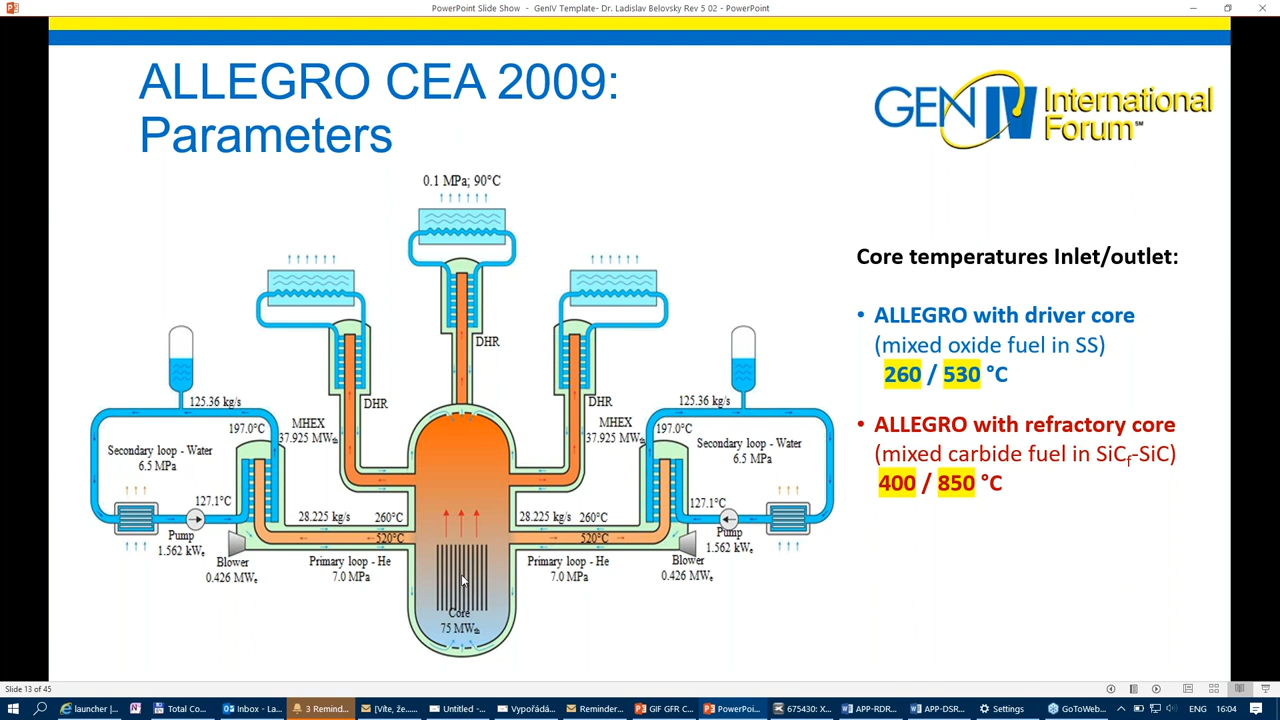 PowerPoint Slide Show - GenIV Template- Dr. Ladislav Belovsky Rev 5 02 - PowerPoint
ALLEGRO CEA 2009:
Parameters
GEN IV International
Forum℠
0.1 MPa; 90°C
DHR
DHR
DHR
125.36 kg/s
197.0°C
MHEX
37.925 MWth
Secondary loop - Water
6.5 MPa
127.1°C
Pump
1.562 kWe
Blower
0.426 MWe
28.225 kg/s
260°C
520°C
Primary loop - He
7.0 MPa
Core
75 MWth
28.225 kg/s
260°C
520°C
Primary loop - He
7.0 MPa
MHEX
37.925 MWth
125.36 kg/s
197.0°C
Secondary loop - Water
6.5 MPa
127.1°C
Pump
1.562 kWe
Blower
0.426 MWe
Core temperatures Inlet/outlet:
• ALLEGRO with driver core
(mixed oxide fuel in SS)
260 / 530 °C
• ALLEGRO with refractory core
(mixed carbide fuel in SiCf-SiC)
400 / 850 °C
Slide 13 of 45
launcher |
Total Co...
Inbox - La...
3 Remind...
[Víte, že....
Untitled -...
Vypořádá...
Reminder...
GIF GFR C...
PowerPoi...
675430: X...
APP-RDR...
APP-DSR...
Settings
GoToWeb...
ENG
16:04